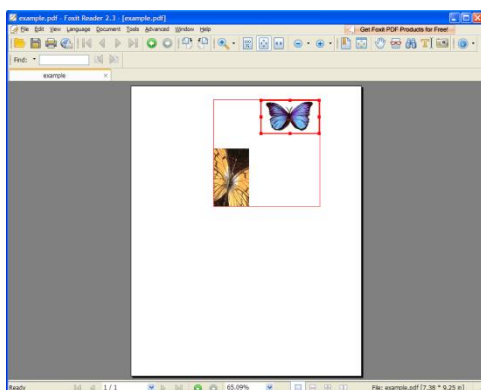 example.pdf - Foxit Reader 2.3 - [example.pdf]
File Edit View Language Document Tools Advanced Window Help
Get Foxit PDF Products for Free!
Find:
example
Ready 1 / 1 65.09% File: example.pdf [7.38 * 9.25 in]